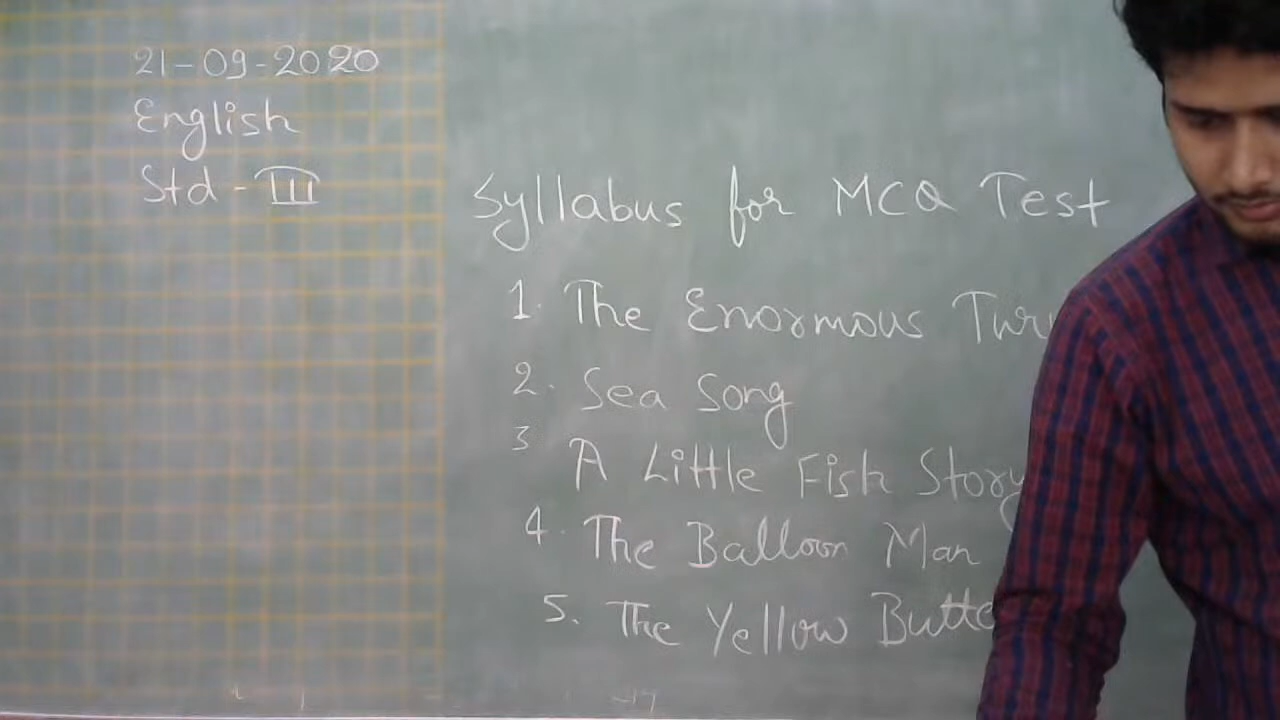 21-09-2020
English
Std - III
Syllabus for MCQ Test
1. The Enormous
2. Sea Song
3 A Little Fish Story
4. The Balloon Man
5. The Yellow